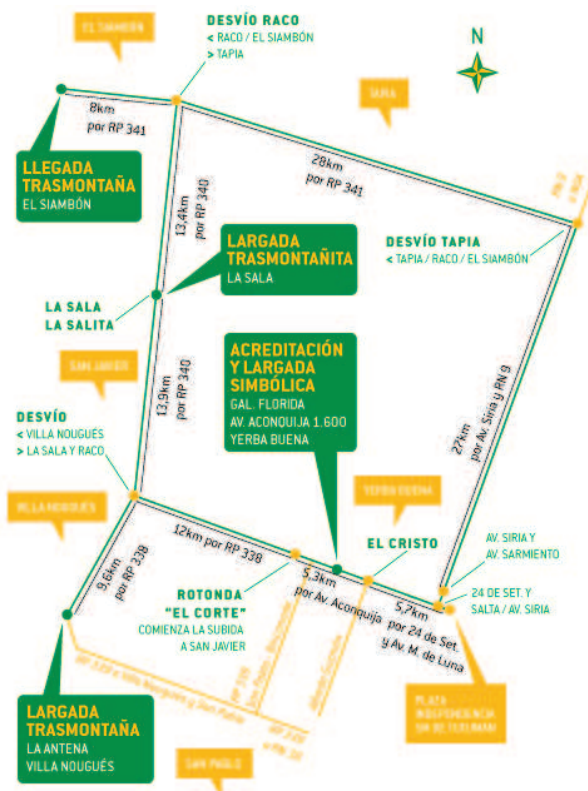 EL SIAMBÓN
DESVÍO RACO
< RACO / EL SIAMBÓN
> TAPIA
N
8km
por RP 341
28km
por RP 341
LLEGADA
TRASMONTAÑA
EL SIAMBÓN
13,4km
por RP 340
DESVÍO TAPIA
< TAPIA / RACO / EL SIAMBÓN
LARGADA
TRASMONTAÑITA
LA SALA
LA SALA
LA SALITA
SAN JAVIER
13,9km
por RP 340
ACREDITACIÓN
Y LARGADA
SIMBÓLICA
GAL. FLORIDA
AV. ACONQUIJA 1.600
YERBA BUENA
27km
por Av. Siria y RN 9
DESVÍO
< VILLA NOUGUÉS
> LA SALA Y RACO
VILLA NOUGUÉS
YERBA BUENA
12km por RP 338
9,6km
por RP 338
EL CRISTO
AV. SIRIA Y
AV. SARMIENTO
5,3km
por Av. Aconquija
5,7km
por 24 de Set.
y Av. M. de Luna
24 DE SET. Y
SALTA / AV. SIRIA
ROTONDA
"EL CORTE"
COMIENZA LA SUBIDA
A SAN JAVIER
PLAZA
INDEPENDENCIA
SM DE TUCUMÁN
LARGADA
TRASMONTAÑA
LA ANTENA
VILLA NOUGUÉS
SAN PABLO